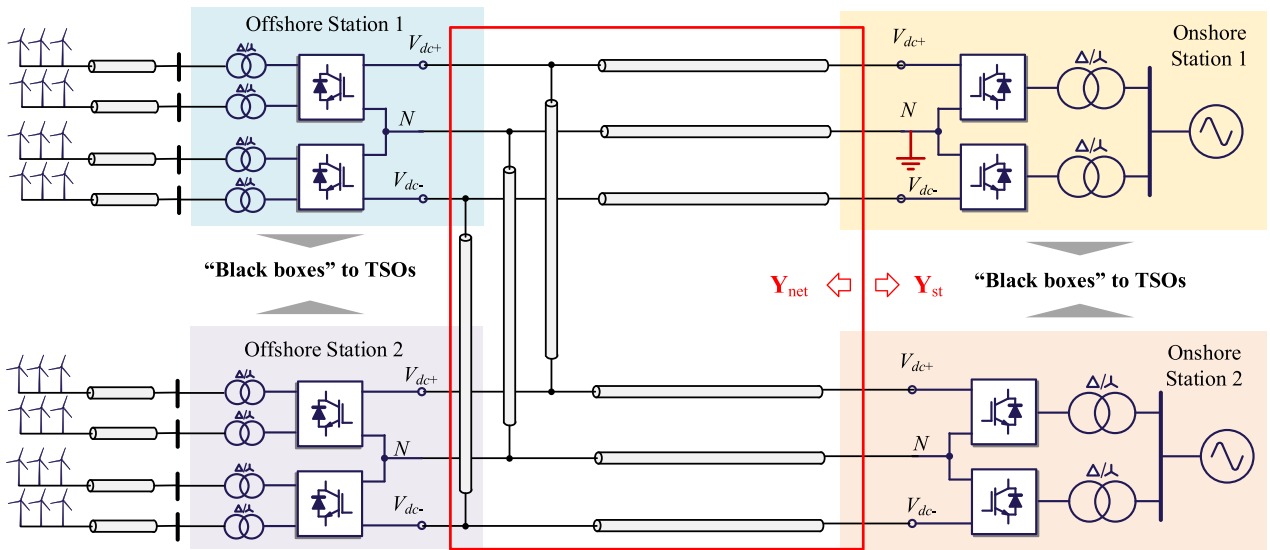 Offshore Station 1
Δ/⅄
Δ/⅄
Δ/⅄
Δ/⅄
Vdc+
N
Vdc-
Vdc+
N
Vdc-
Δ/⅄
Δ/⅄
Onshore
Station 1
“Black boxes” to TSOs
Ynet
Yst
“Black boxes” to TSOs
Offshore Station 2
Δ/⅄
Δ/⅄
Δ/⅄
Δ/⅄
Vdc+
N
Vdc-
Vdc+
N
Vdc-
Δ/⅄
Δ/⅄
Onshore
Station 2